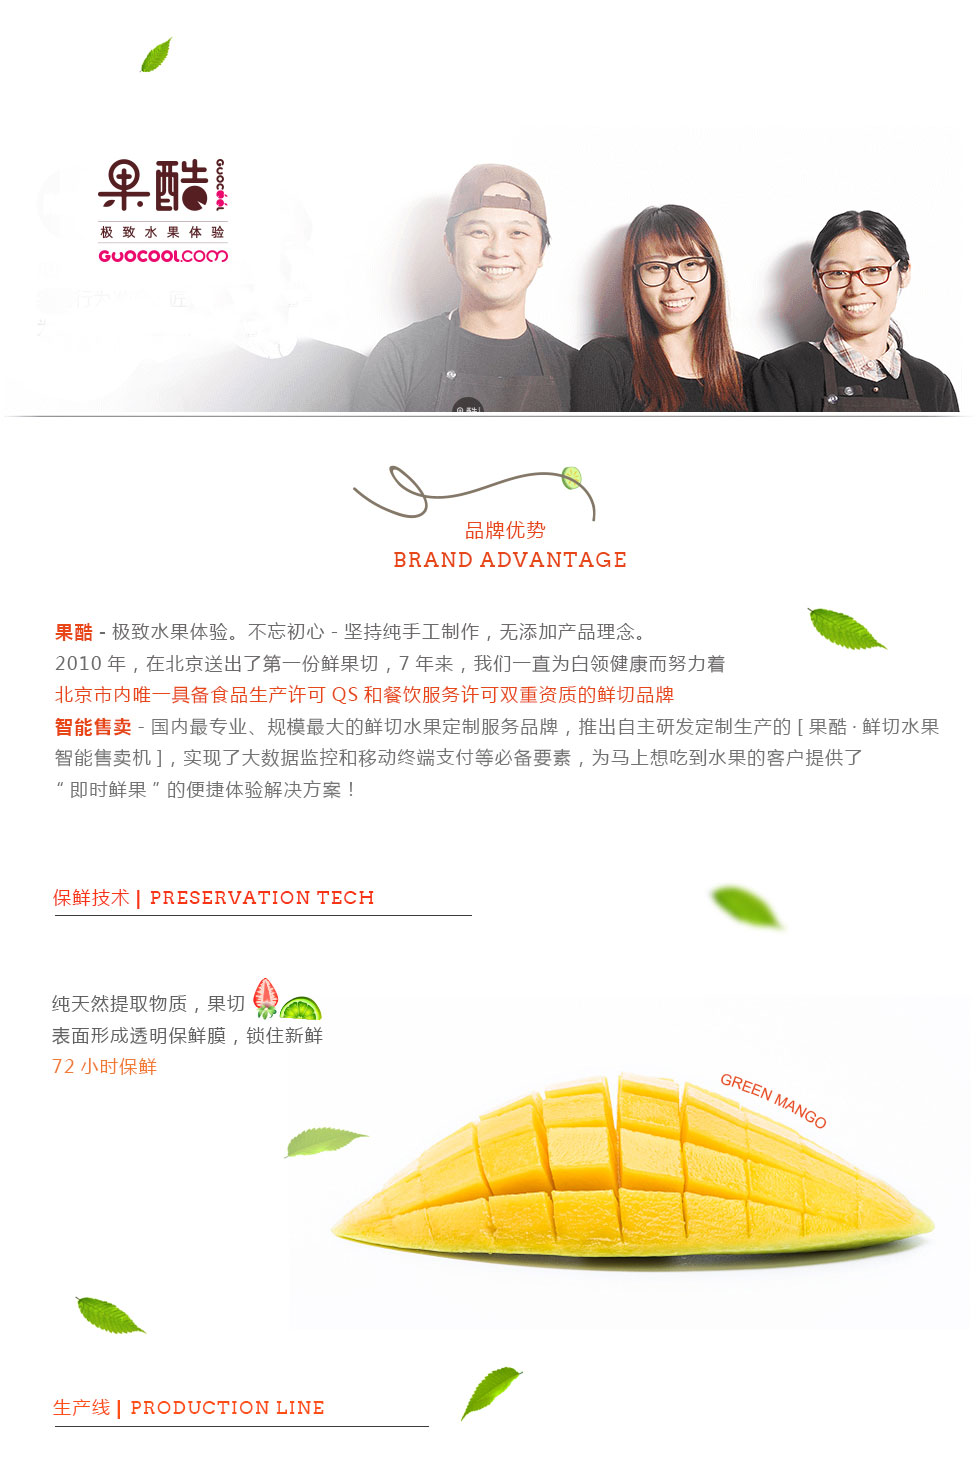 果酷
GUOCOOL
极致水果体验
GUOCOOL.COM
品牌优势
BRAND ADVANTAGE
果酷 - 极致水果体验。不忘初心 - 坚持纯手工制作，无添加产品理念。
2010 年，在北京送出了第一份鲜果切，7 年来，我们一直为白领健康而努力着
北京市内唯一具备食品生产许可 QS 和餐饮服务许可双重资质的鲜切品牌
智能售卖 - 国内最专业、规模最大的鲜切水果定制服务品牌，推出自主研发定制生产的 [ 果酷 · 鲜切水果
智能售卖机 ]，实现了大数据监控和移动终端支付等必备要素，为马上想吃到水果的客户提供了
“ 即时鲜果 ” 的便捷体验解决方案！
保鲜技术 | PRESERVATION TECH
纯天然提取物质，果切
表面形成透明保鲜膜，锁住新鲜
72 小时保鲜
GREEN MANGO
生产线 | PRODUCTION LINE